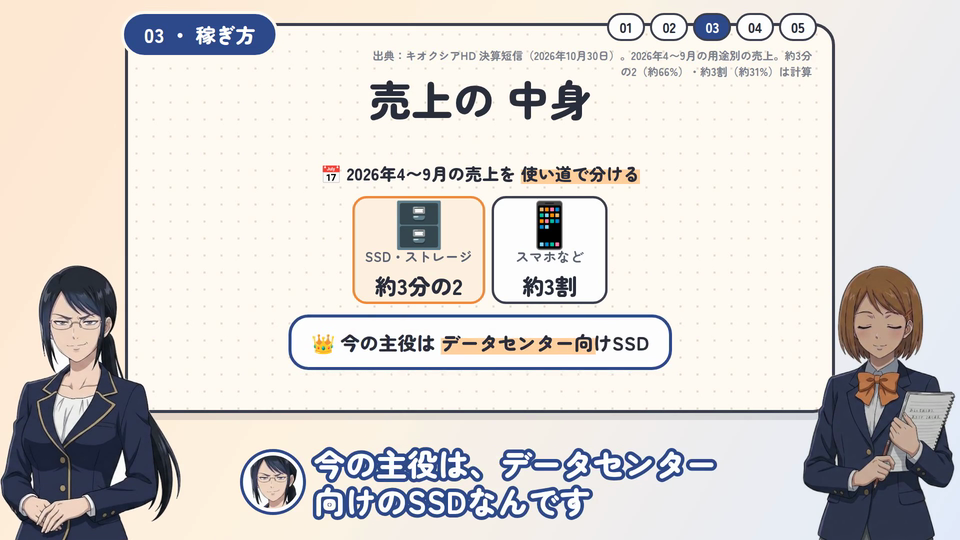 03 ・ 稼ぎ方
01 02 03 04 05
出典：キオクシアHD 決算短信（2026年10月30日）。2026年4〜9月の用途別の売上。約3分
の2（約66%）・約3割（約31%）は計算
売上の 中身
2026年4〜9月の売上を 使い道で分ける
SSD・ストレージ
約3分の2
スマホなど
約3割
今の主役は データセンター向けSSD
今の主役は、データセンター
向けのSSDなんです